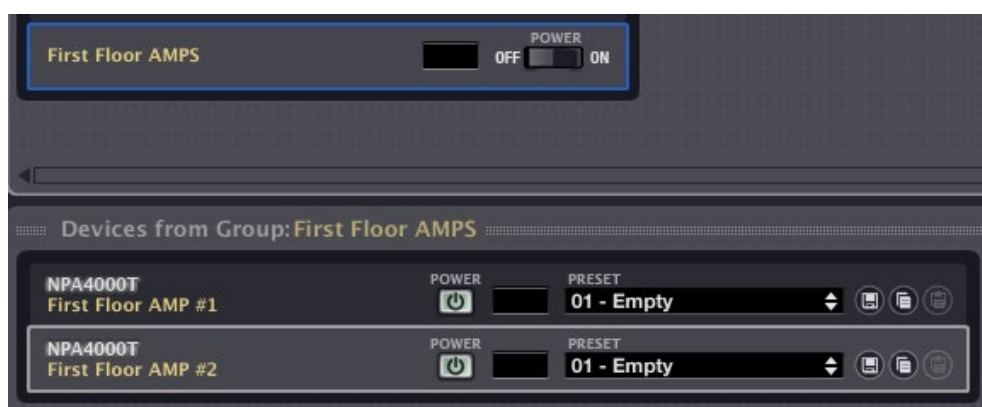 POWER
First Floor AMPS OFF ON
Devices from Group: First Floor AMPS
POWER PRESET
NPA4000T
First Floor AMP #1 01 - Empty
POWER PRESET
NPA4000T
First Floor AMP #2 01 - Empty